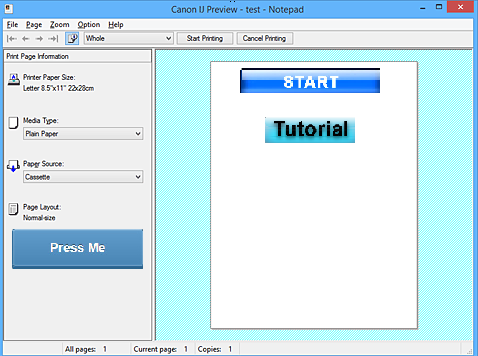 Canon IJ Preview - test - Notepad
File Page Zoom Option Help
Whole Start Printing Cancel Printing
Print Page Information
Printer Paper Size:
Letter 8.5"x11" 22x28cm
Media Type:
Plain Paper
Paper Source:
Cassette
Page Layout:
Normal-size
Press Me
START
Tutorial
All pages: 1 Current page: 1 Copies: 1